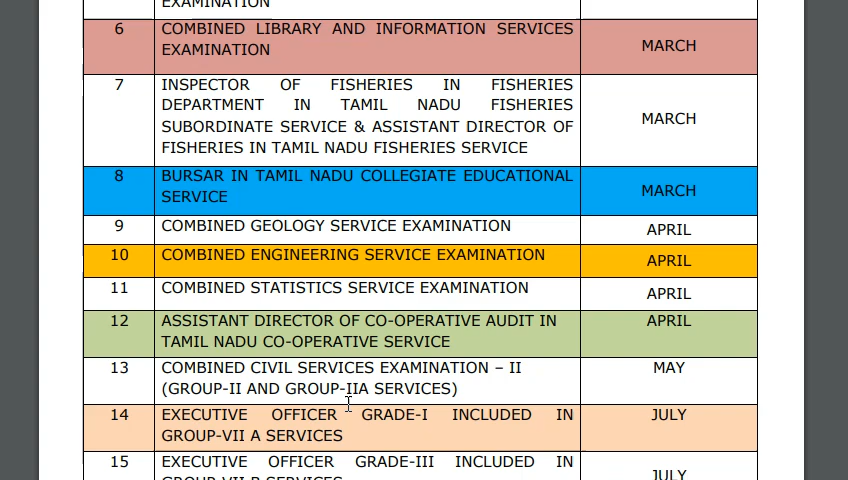 EXAMINATION
6 COMBINED LIBRARY AND INFORMATION SERVICES
EXAMINATION
MARCH
7 INSPECTOR OF FISHERIES IN FISHERIES
DEPARTMENT IN TAMIL NADU FISHERIES
SUBORDINATE SERVICE & ASSISTANT DIRECTOR OF
FISHERIES IN TAMIL NADU FISHERIES SERVICE
MARCH
8 BURSAR IN TAMIL NADU COLLEGIATE EDUCATIONAL
SERVICE
MARCH
9 COMBINED GEOLOGY SERVICE EXAMINATION APRIL
10 COMBINED ENGINEERING SERVICE EXAMINATION APRIL
11 COMBINED STATISTICS SERVICE EXAMINATION APRIL
12 ASSISTANT DIRECTOR OF CO-OPERATIVE AUDIT IN APRIL
TAMIL NADU CO-OPERATIVE SERVICE
13 COMBINED CIVIL SERVICES EXAMINATION – II MAY
(GROUP-II AND GROUP-IIA SERVICES)
14 EXECUTIVE OFFICER GRADE-I INCLUDED IN JULY
GROUP-VII A SERVICES
15 EXECUTIVE OFFICER GRADE-III INCLUDED IN
GROUP-VII B SERVICES
JULY